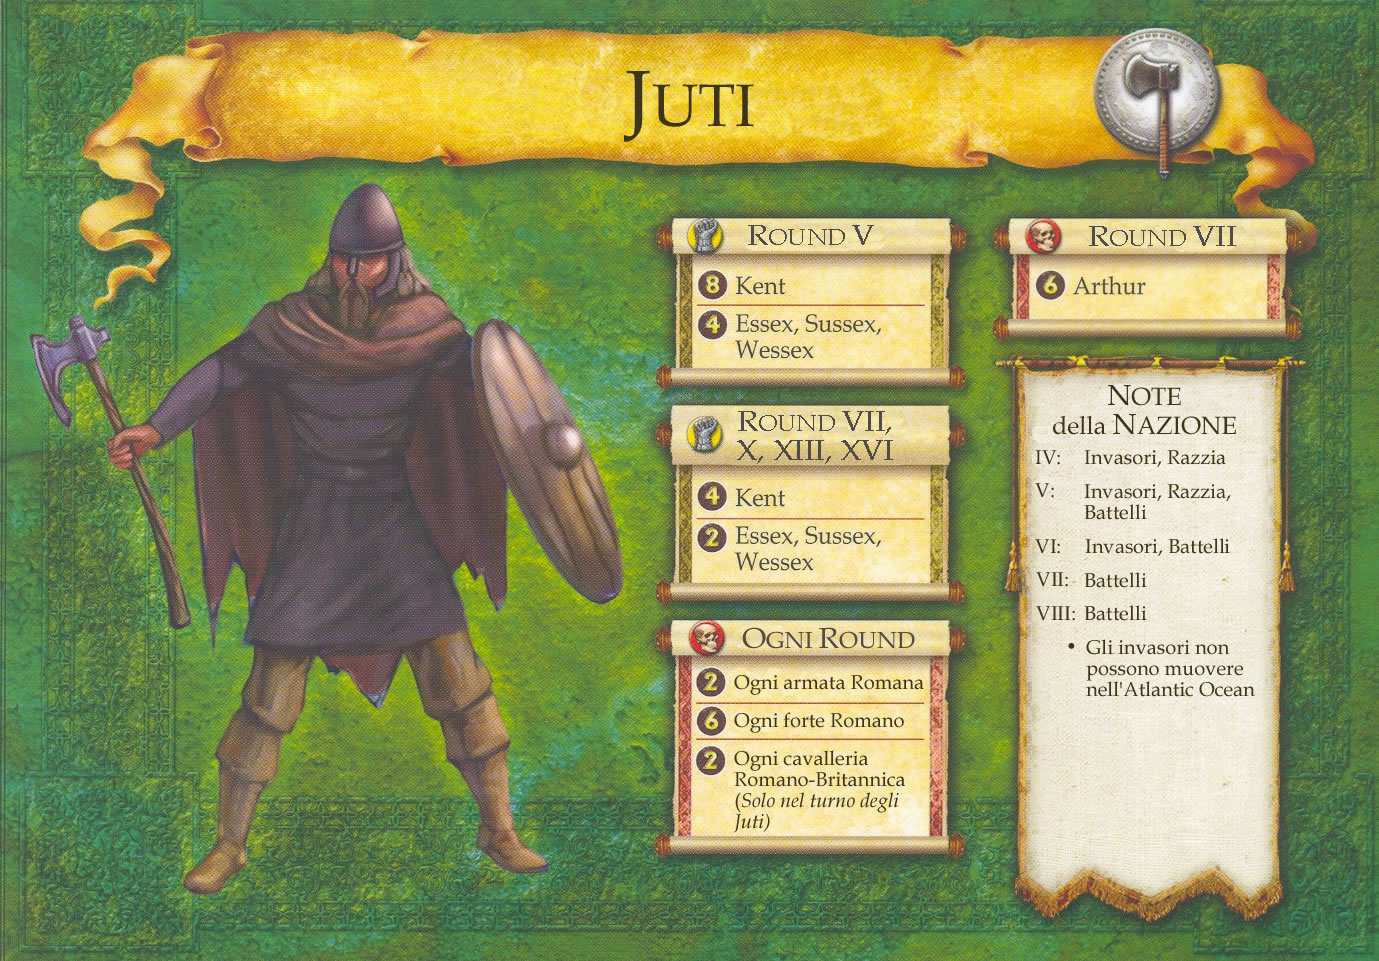 JUTI
ROUND V
8 Kent
4 Essex, Sussex,
Wessex
ROUND VII,
X, XIII, XVI
4 Kent
2 Essex, Sussex,
Wessex
OGNI ROUND
2 Ogni armata Romana
6 Ogni forte Romano
2 Ogni cavalleria
Romano-Britannica
(Solo nel turno degli
Juti)
ROUND VII
6 Arthur
NOTE
della NAZIONE
IV: Invasori, Razzia
V: Invasori, Razzia,
Battelli
VI: Invasori, Battelli
VII: Battelli
VIII: Battelli
• Gli invasori non
possono muovere
nell'Atlantic Ocean